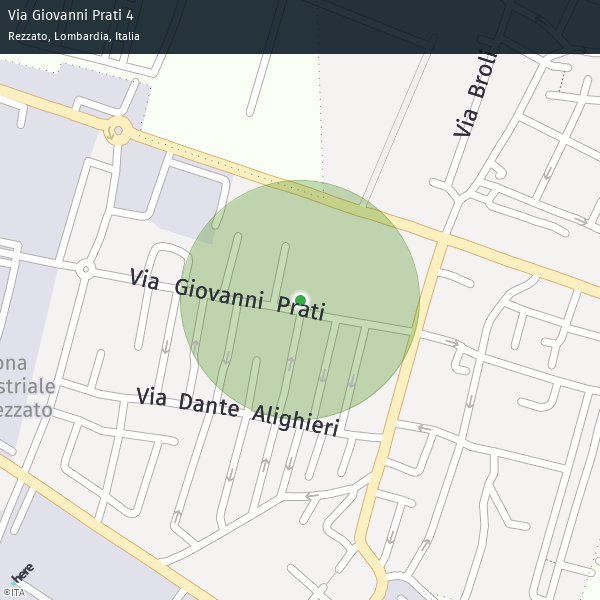 Via Giovanni Prati 4
Rezzato, Lombardia, Italia
Via Broli
Via Giovanni Prati
ona
striale
ezzato
Via Dante Alighieri
here
©ITA